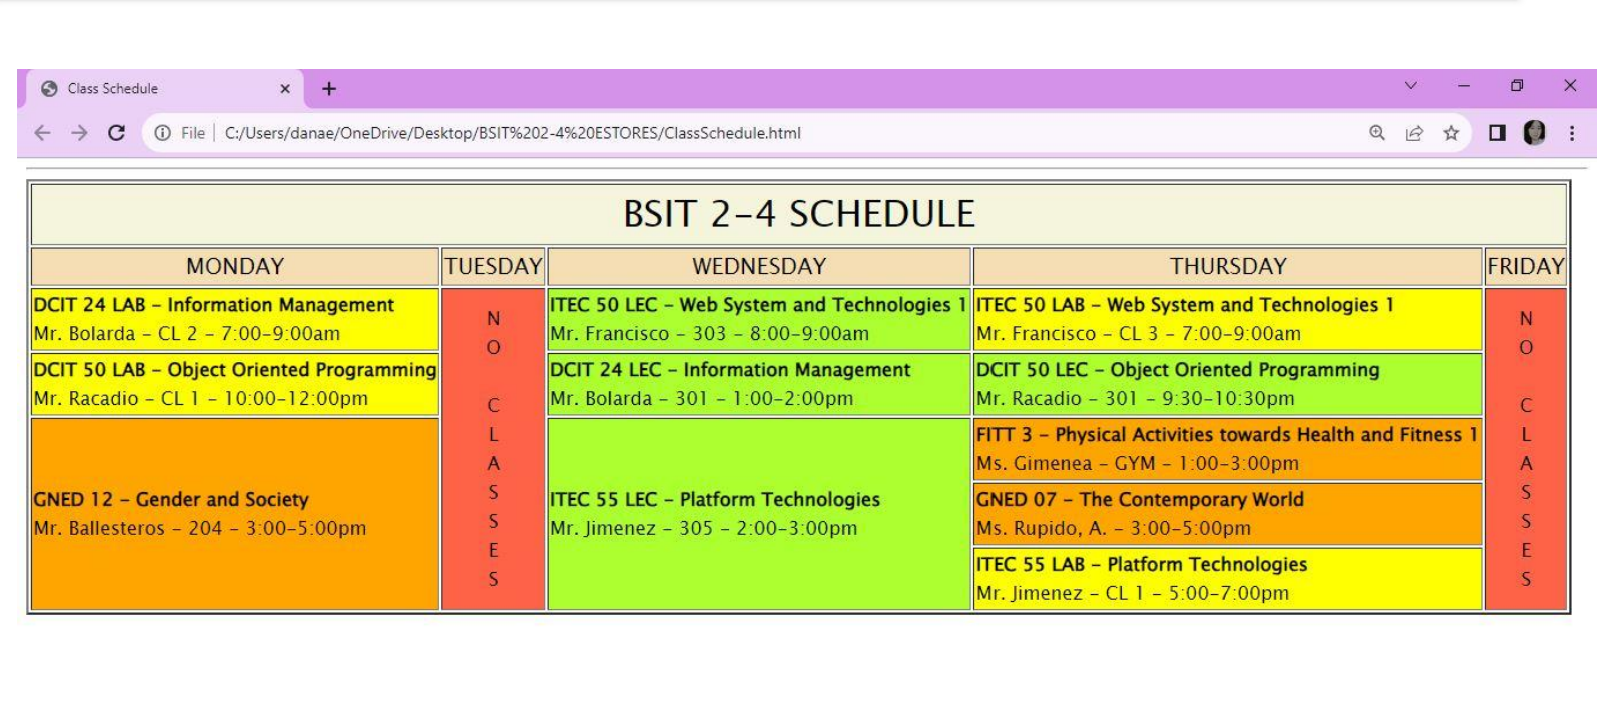 Class Schedule
File
C:/Users/danae/OneDrive/Desktop/BSIT%202-4%20ESTORES/ClassSchedule.html
BSIT 2-4 SCHEDULE
MONDAY
TUESDAY
WEDNESDAY
THURSDAY
FRIDAY
DCIT 24 LAB - Information Management
Mr. Bolarda - CL 2 - 7:00-9:00am
DCIT 50 LAB - Object Oriented Programming
Mr. Racadio - CL 1 - 10:00-12:00pm
GNED 12 - Gender and Society
Mr. Ballesteros - 204 - 3:00-5:00pm
N
O
C
L
A
S
S
E
S
ITEC 50 LEC - Web System and Technologies 1
Mr. Francisco - 303 - 8:00-9:00am
DCIT 24 LEC - Information Management
Mr. Bolarda - 301 - 1:00-2:00pm
ITEC 55 LEC - Platform Technologies
Mr. Jimenez - 305 - 2:00-3:00pm
ITEC 50 LAB - Web System and Technologies 1
Mr. Francisco - CL 3 - 7:00-9:00am
DCIT 50 LEC - Object Oriented Programming
Mr. Racadio - 301 - 9:30-10:30pm
FITT 3 - Physical Activities towards Health and Fitness 1
Ms. Gimenea - GYM - 1:00-3:00pm
GNED 07 - The Contemporary World
Ms. Rupido, A. - 3:00-5:00pm
ITEC 55 LAB - Platform Technologies
Mr. Jimenez - CL 1 - 5:00-7:00pm
N
O
C
L
A
S
S
E
S